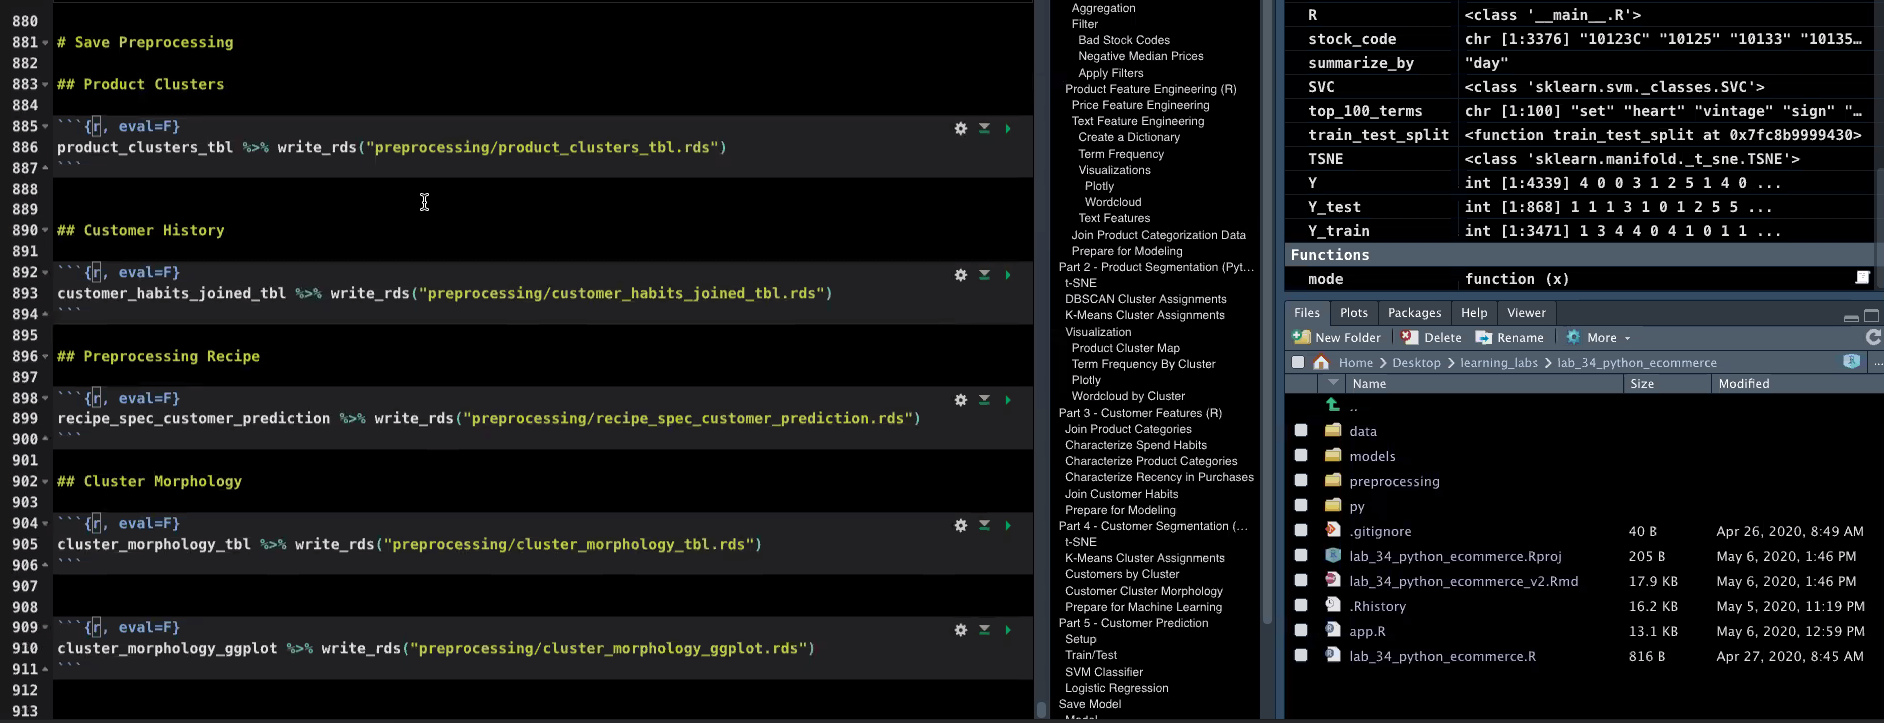 880
881 # Save Preprocessing
882
883 ## Product Clusters
884
885 ```{r, eval=F}
886 product_clusters_tbl %>% write_rds("preprocessing/product_clusters_tbl.rds")
887 ```
888
889
890 ## Customer History
891
892 ```{r, eval=F}
893 customer_habits_joined_tbl %>% write_rds("preprocessing/customer_habits_joined_tbl.rds")
894 ```
895
896 ## Preprocessing Recipe
897
898 ```{r, eval=F}
899 recipe_spec_customer_prediction %>% write_rds("preprocessing/recipe_spec_customer_prediction.rds")
900 ```
901
902 ## Cluster Morphology
903
904 ```{r, eval=F}
905 cluster_morphology_tbl %>% write_rds("preprocessing/cluster_morphology_tbl.rds")
906 ```
907
908
909 ```{r, eval=F}
910 cluster_morphology_ggplot %>% write_rds("preprocessing/cluster_morphology_ggplot.rds")
911 ```
912
913
Aggregation
Filter
Bad Stock Codes
Negative Median Prices
Apply Filters
Product Feature Engineering (R)
Price Feature Engineering
Text Feature Engineering
Create a Dictionary
Term Frequency
Visualizations
Plotly
Wordcloud
Text Features
Join Product Categorization Data
Prepare for Modeling
Part 2 - Product Segmentation (Pyt...
t-SNE
DBSCAN Cluster Assignments
K-Means Cluster Assignments
Visualization
Product Cluster Map
Term Frequency By Cluster
Plotly
Wordcloud by Cluster
Part 3 - Customer Features (R)
Join Product Categories
Characterize Spend Habits
Characterize Product Categories
Characterize Recency in Purchases
Join Customer Habits
Prepare for Modeling
Part 4 - Customer Segmentation (...
t-SNE
K-Means Cluster Assignments
Customers by Cluster
Customer Cluster Morphology
Prepare for Machine Learning
Part 5 - Customer Prediction
Setup
Train/Test
SVM Classifier
Logistic Regression
Save Model
Model
R <class '__main__.R'>
stock_code chr [1:3376] "10123C" "10125" "10133" "10135…
summarize_by "day"
SVC <class 'sklearn.svm._classes.SVC'>
top_100_terms chr [1:100] "set" "heart" "vintage" "sign" "…
train_test_split <function train_test_split at 0x7fc8b9999430>
TSNE <class 'sklearn.manifold._t_sne.TSNE'>
Y int [1:4339] 4 0 0 3 1 2 5 1 4 0 ...
Y_test int [1:868] 1 1 1 3 1 0 1 2 5 5 ...
Y_train int [1:3471] 1 3 4 4 0 4 1 0 1 1 ...
Functions
mode function (x)
Files Plots Packages Help Viewer
New Folder Delete Rename More
Home Desktop learning_labs lab_34_python_ecommerce ...
Name Size Modified
..
data
models
preprocessing
py
.gitignore 40 B Apr 26, 2020, 8:49 AM
lab_34_python_ecommerce.Rproj 205 B May 6, 2020, 1:46 PM
lab_34_python_ecommerce_v2.Rmd 17.9 KB May 6, 2020, 1:46 PM
.Rhistory 16.2 KB May 5, 2020, 11:19 PM
app.R 13.1 KB May 6, 2020, 12:59 PM
lab_34_python_ecommerce.R 816 B Apr 27, 2020, 8:45 AM